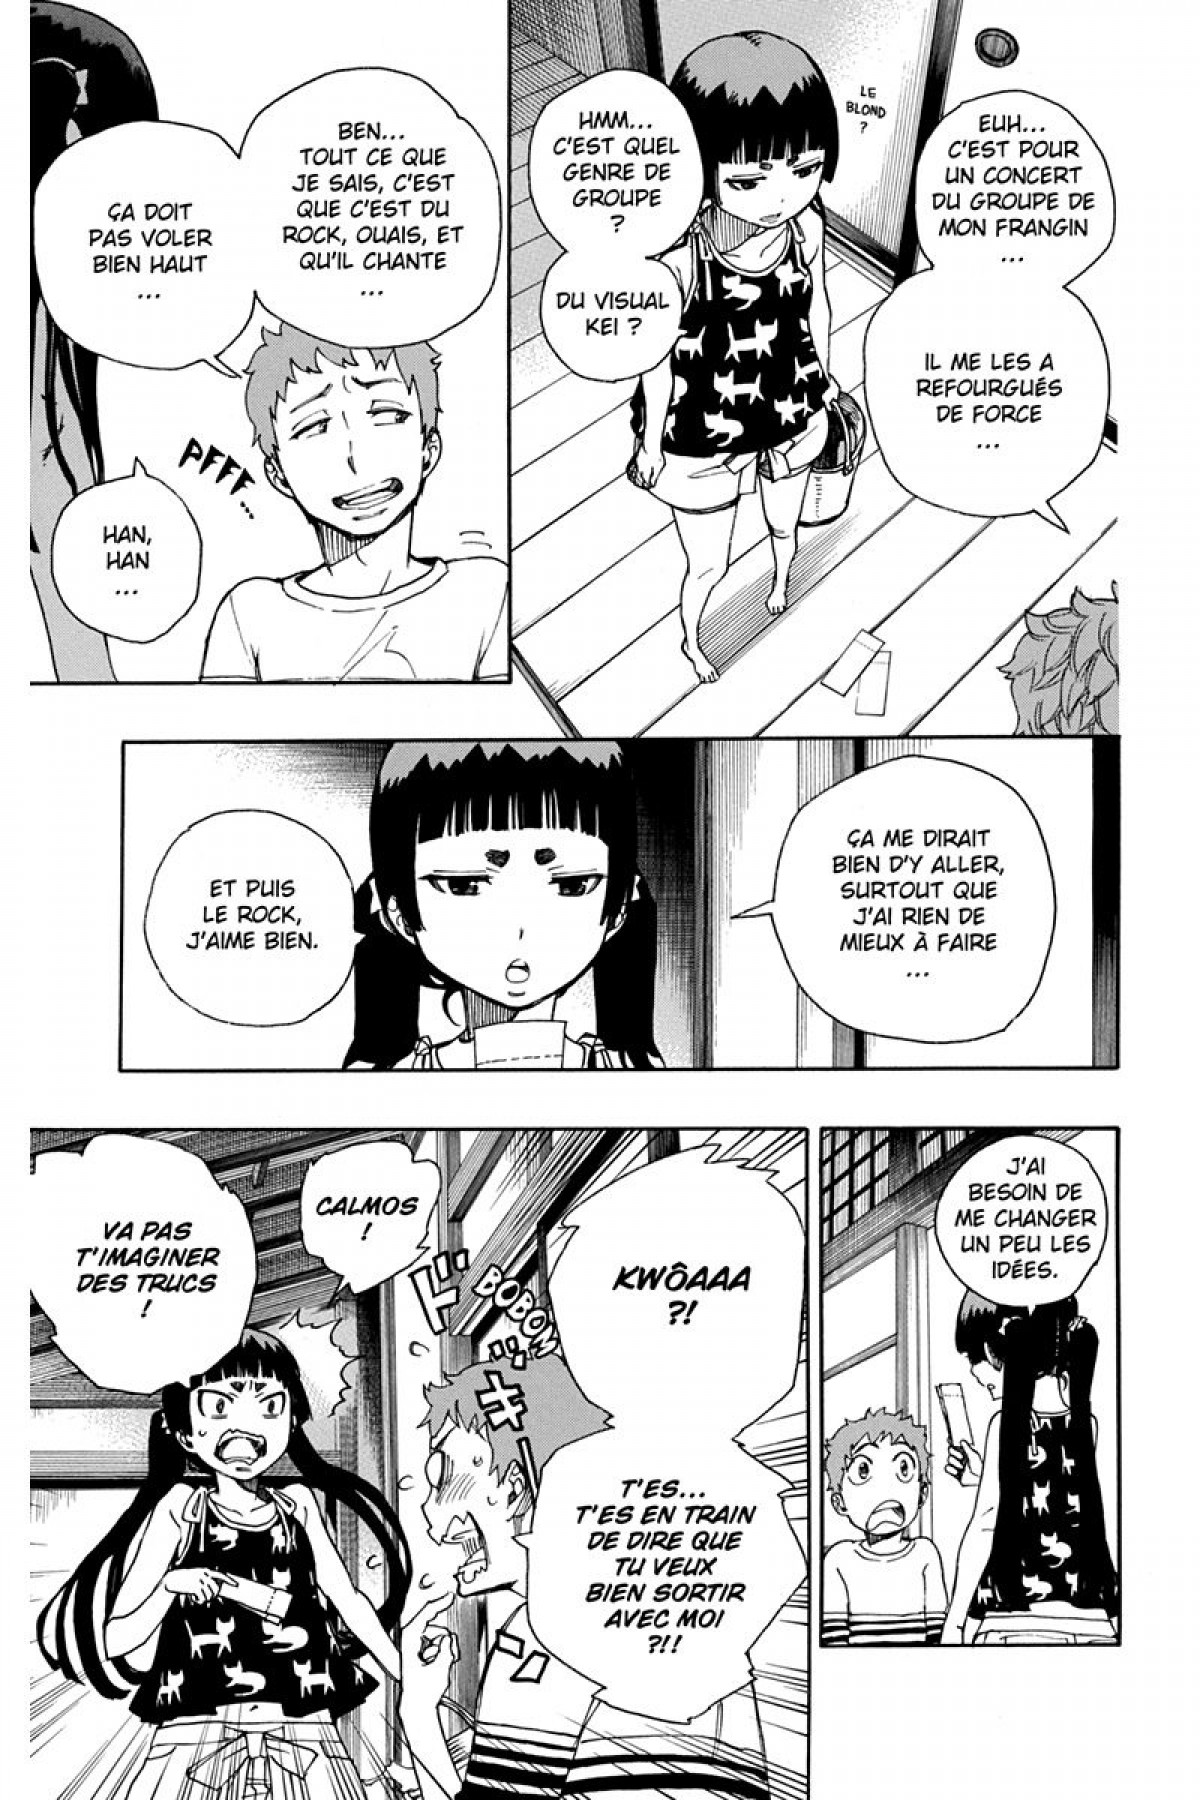 EUH...
C'EST POUR
UN CONCERT
DU GROUPE DE
MON FRANGIN
...
IL ME LES A
REFOURGUÉS
DE FORCE
...
LE
BLOND
?
HMM...
C'EST QUEL
GENRE DE
GROUPE
?
DU VISUAL
KEI ?
BEN...
TOUT CE QUE
JE SAIS, C'EST
QUE C'EST DU
ROCK, OUAIS, ET
QU'IL CHANTE
...
ÇA DOIT
PAS VOLER
BIEN HAUT
...
PFFF...
HAN,
HAN
...
ÇA ME DIRAIT
BIEN D'Y ALLER,
SURTOUT QUE
J'AI RIEN DE
MIEUX À FAIRE
...
ET PUIS
LE ROCK,
J'AIME BIEN.
J'AI
BESOIN DE
ME CHANGER
UN PEU LES
IDÉES.
KWÔAAA
?!
T'ES...
T'ES EN TRAIN
DE DIRE QUE
TU VEUX
BIEN SORTIR
AVEC MOI
?!!
ドドキーン
BOBOM
CALMOS
!
VA PAS
T'IMAGINER
DES TRUCS
!